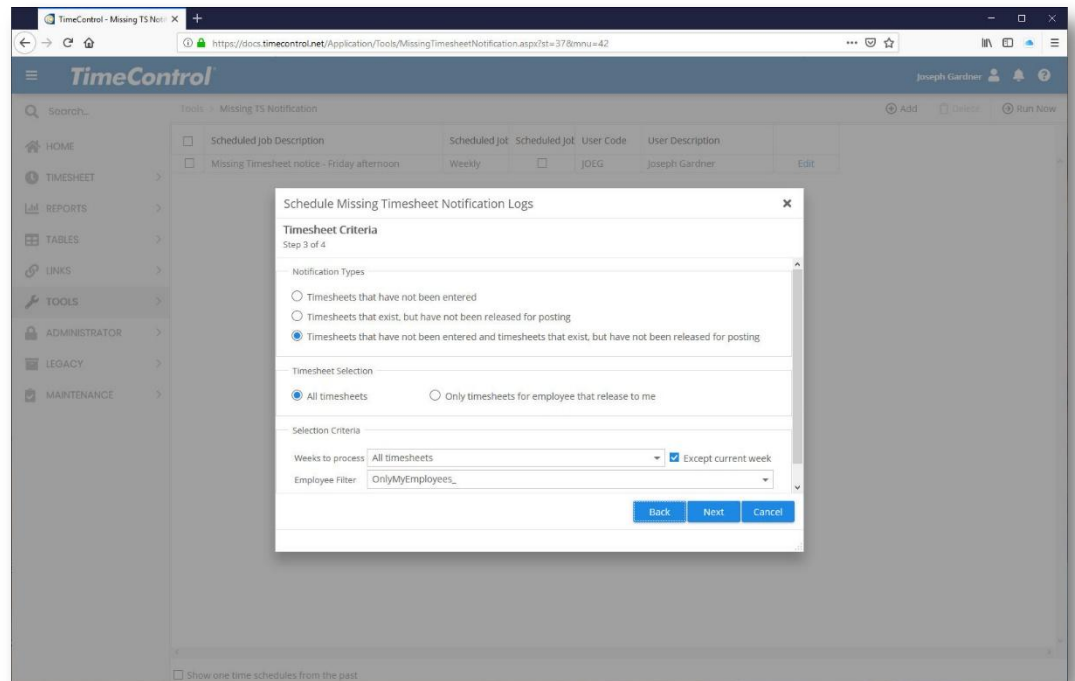 TimeControl - Missing TS Notif
https://docs.timecontrol.net/Application/Tools/MissingTimesheetNotification.aspx?st=37&mnu=42
TimeControl
Joseph Gardner
Search...
Tools > Missing TS Notification
Add
Delete
Run Now
HOME
TIMESHEET
REPORTS
TABLES
LINKS
TOOLS
ADMINISTRATOR
LEGACY
MAINTENANCE
Scheduled Job Description Scheduled Job Scheduled Job User Code User Description
Missing Timesheet notice - Friday afternoon Weekly JOEG Joseph Gardner Edit
Schedule Missing Timesheet Notification Logs
Timesheet Criteria
Step 3 of 4
Notification Types
Timesheets that have not been entered
Timesheets that exist, but have not been released for posting
Timesheets that have not been entered and timesheets that exist, but have not been released for posting
Timesheet Selection
All timesheets Only timesheets for employee that release to me
Selection Criteria
Weeks to process All timesheets Except current week
Employee Filter OnlyMyEmployees_
Back Next Cancel
Show one time schedules from the past